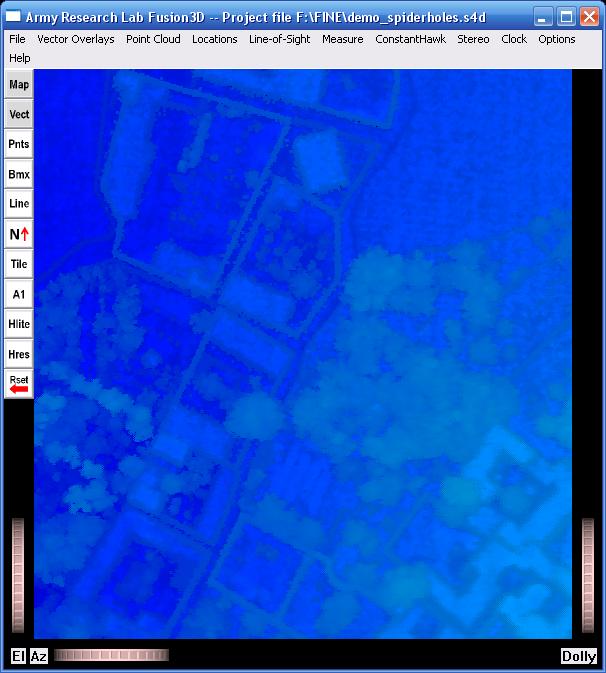 Army Research Lab Fusion3D -- Project file F:\FINE\demo_spiderholes.s4d
File Vector Overlays Point Cloud Locations Line-of-Sight Measure ConstantHawk Stereo Clock Options
Help
Map
Vect
Pnts
Bmx
Line
N
Tile
A1
Hlite
Hres
Rset
El Az Dolly